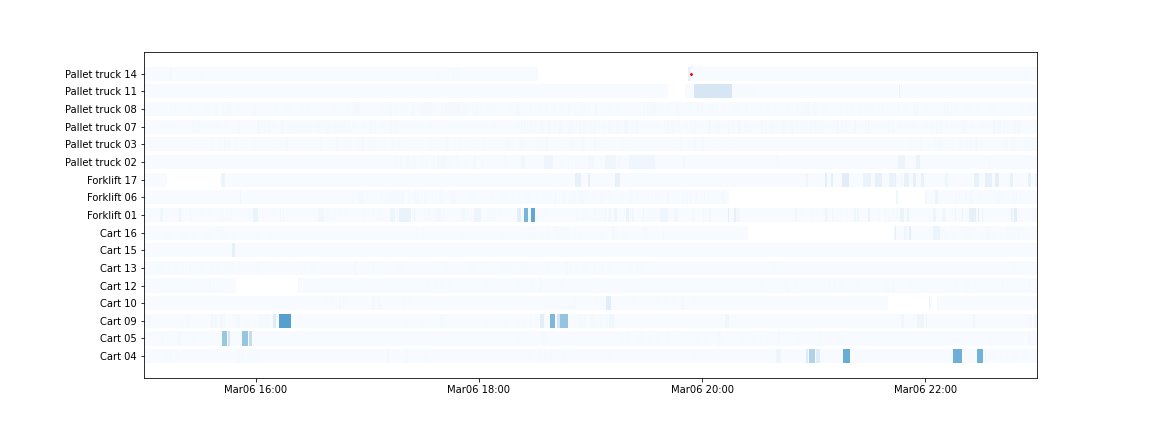 Pallet truck 14
Pallet truck 11
Pallet truck 08
Pallet truck 07
Pallet truck 03
Pallet truck 02
Forklift 17
Forklift 06
Forklift 01
Cart 16
Cart 15
Cart 13
Cart 12
Cart 10
Cart 09
Cart 05
Cart 04
Mar06 16:00 Mar06 18:00 Mar06 20:00 Mar06 22:00